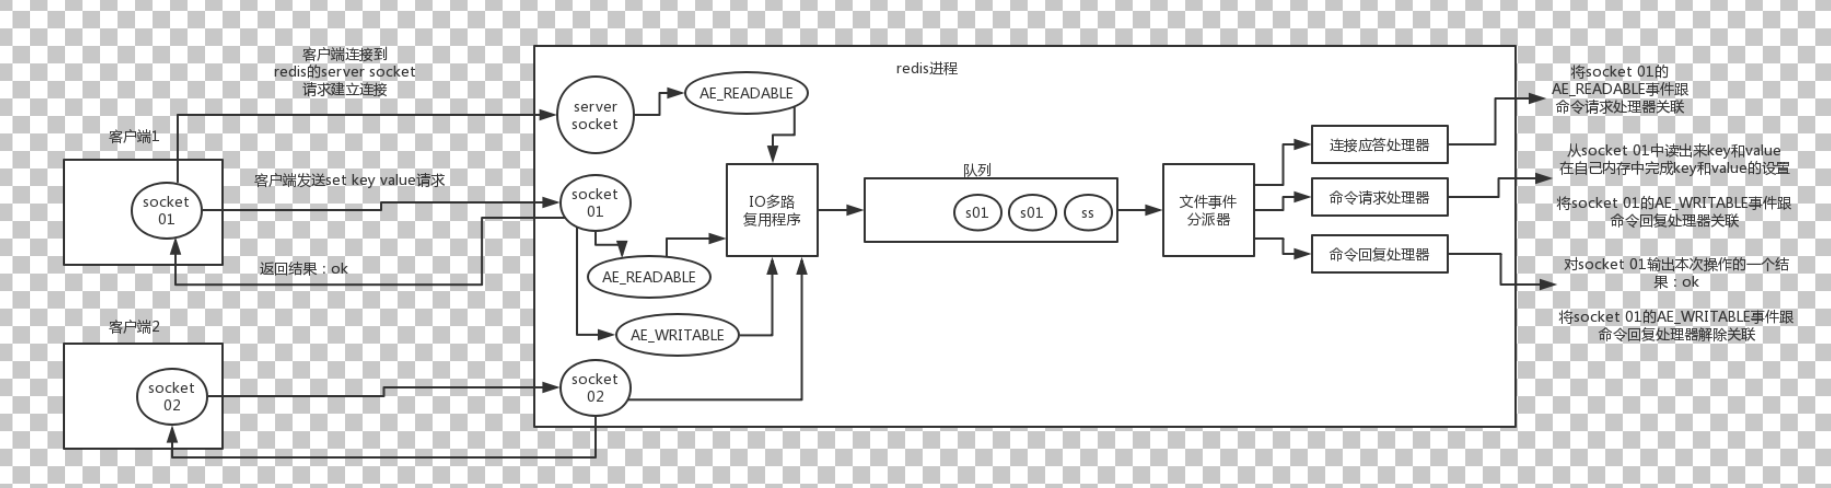 客户端连接到
redis的server socket
请求建立连接
客户端1
socket
01
客户端发送set key value请求
返回结果：ok
客户端2
socket
02
redis进程
server
socket
AE_READABLE
socket
01
AE_READABLE
AE_WRITABLE
socket
02
IO多路
复用程序
队列
s01
s01
ss
文件事件
分派器
连接应答处理器
命令请求处理器
命令回复处理器
将socket 01的
AE_READABLE事件跟
命令请求处理器关联
从socket 01中读出来key和value
在自己内存中完成key和value的设置
将socket 01的AE_WRITABLE事件跟
命令回复处理器关联
对socket 01输出本次操作的一个结
果：ok
将socket 01的AE_WRITABLE事件跟
命令回复处理器解除关联